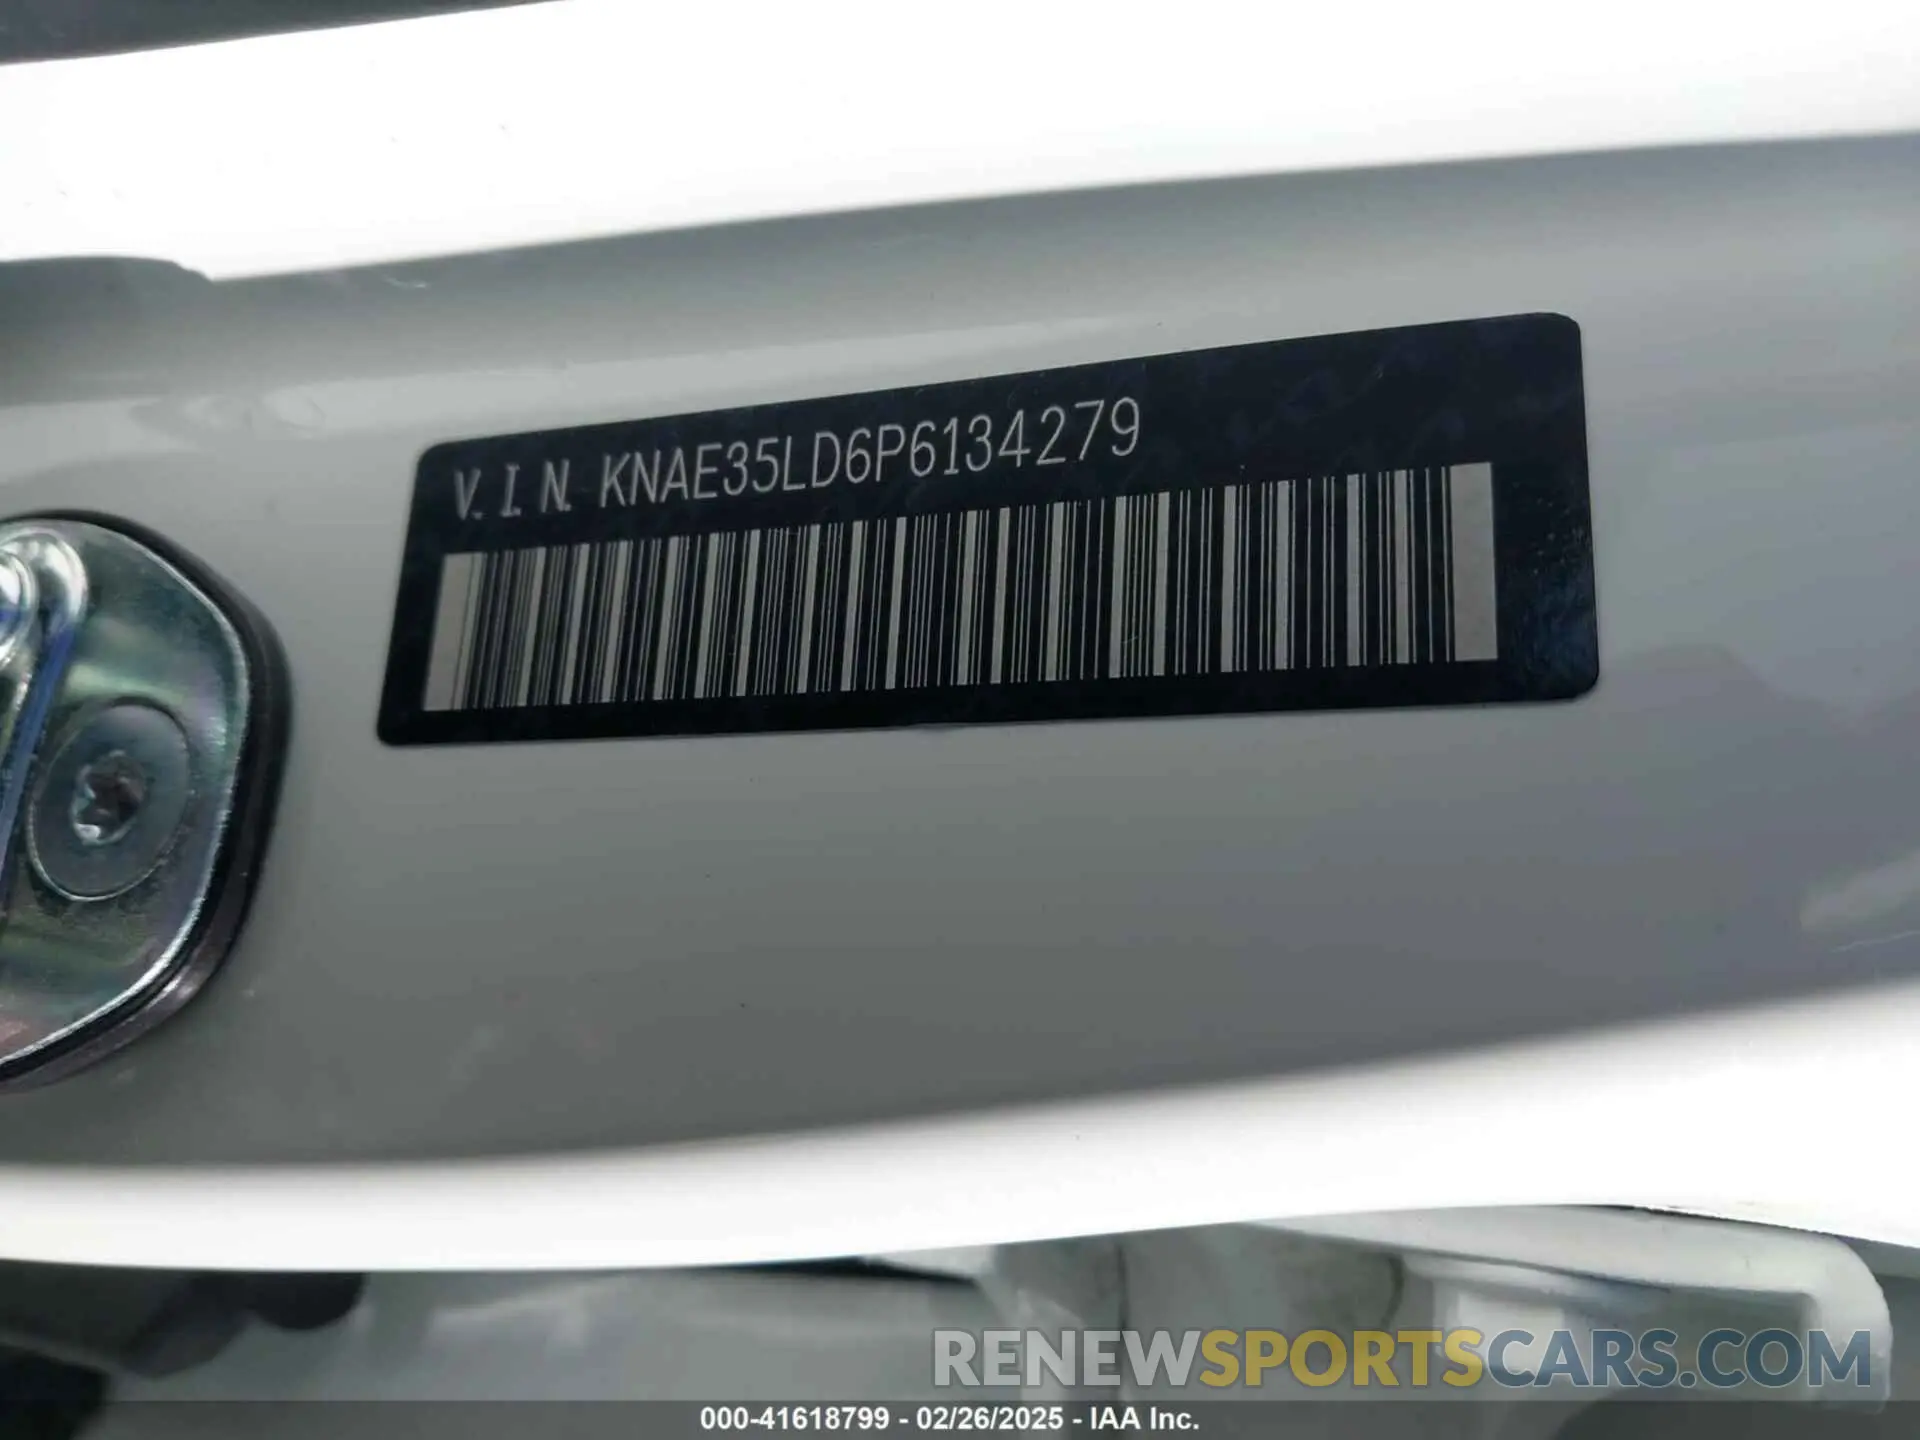 V.I.N. KNAE35LD6P6134279
RENEWSPORTSCARS.COM
000-41618799 - 02/26/2025 - IAA Inc.